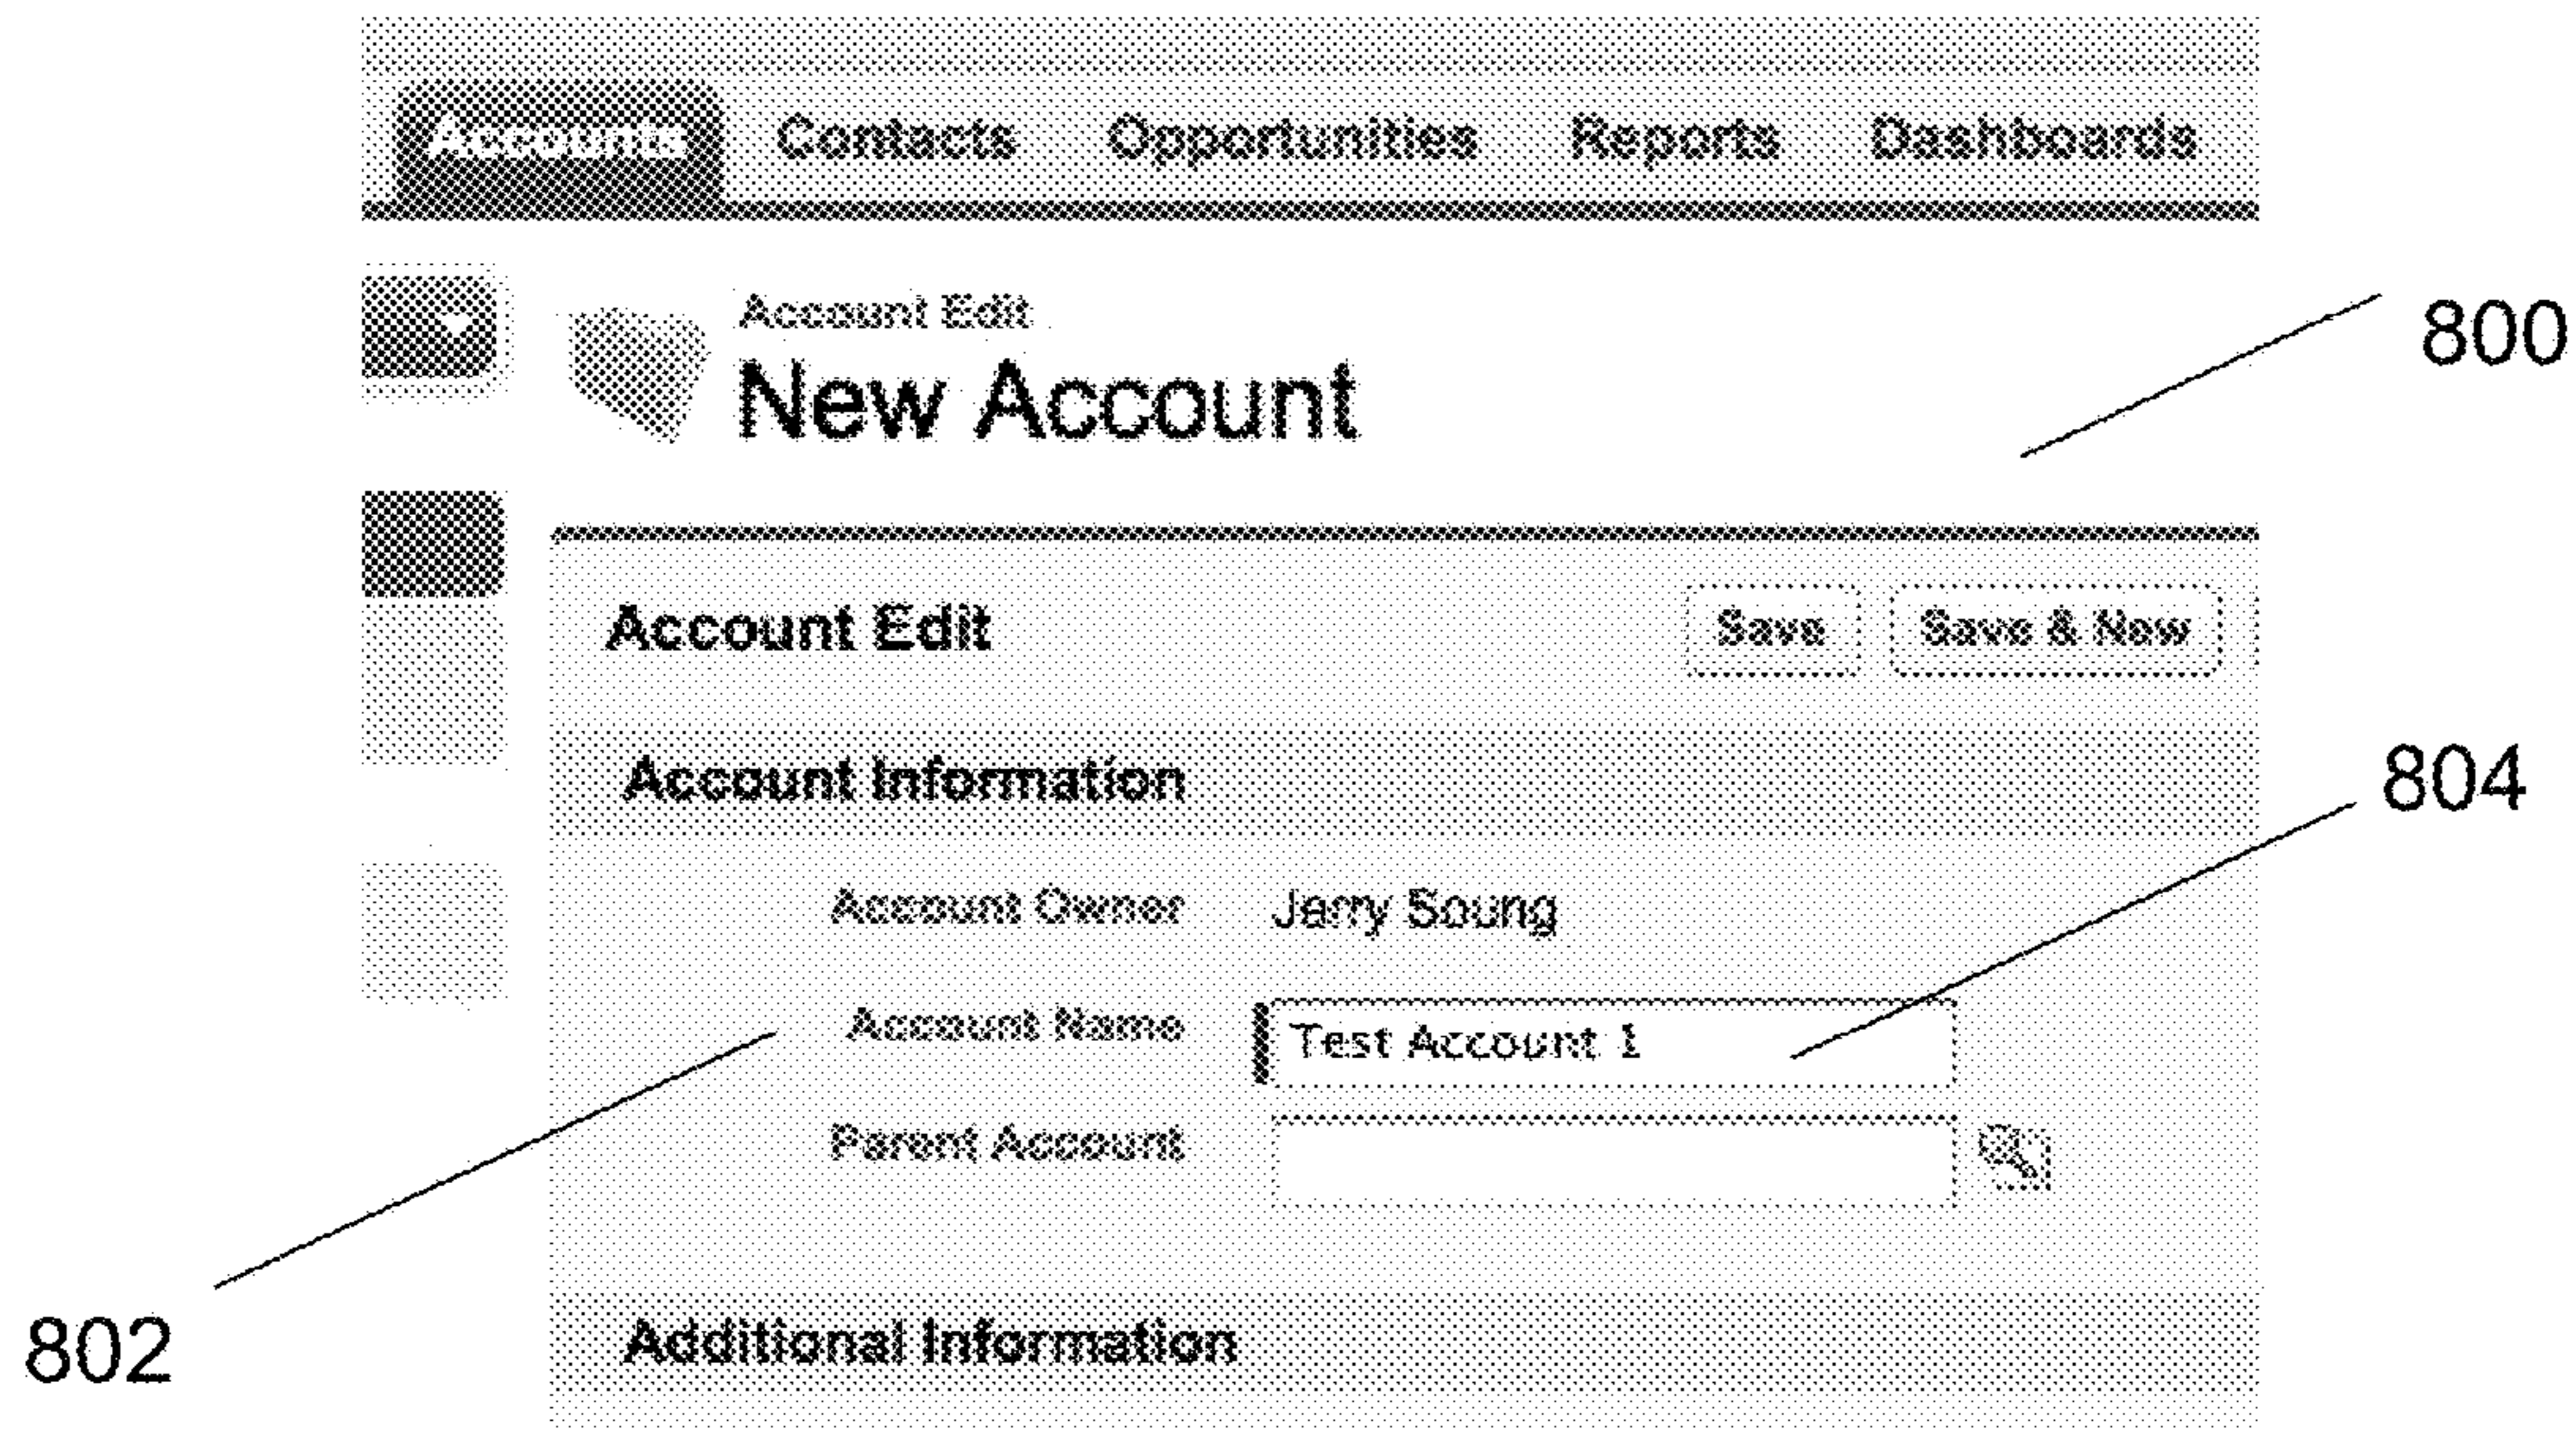 Accounts Contacts Opportunities Reports Dashboards
Account Edit
New Account
800
Account Edit Save Save & New
Account Information
804
Account Owner Jerry Soung
Account Name Test Account 1
Parent Account
802
Additional Information